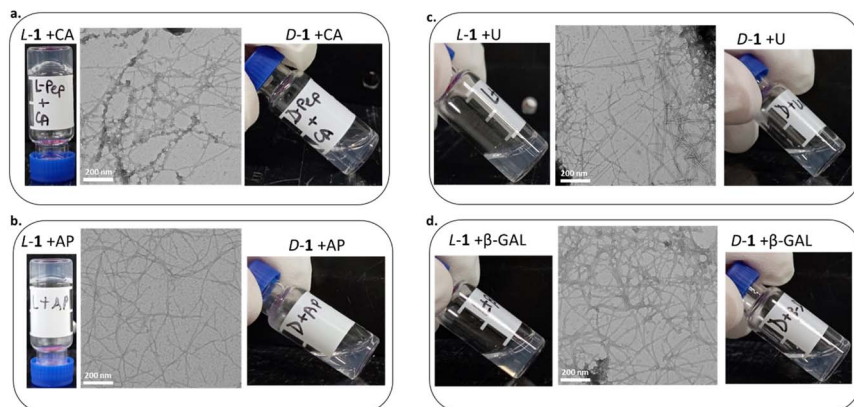 a.
L-1 +CA
D-1 +CA
L-Pep
+
CA
200 nm
D-Pep
+
CA
b.
L-1 +AP
D-1 +AP
L+AP
200 nm
D+AP
c.
L-1 +U
D-1 +U
200 nm
D+U
d.
L-1 +β-GAL
D-1 +β-GAL
200 nm